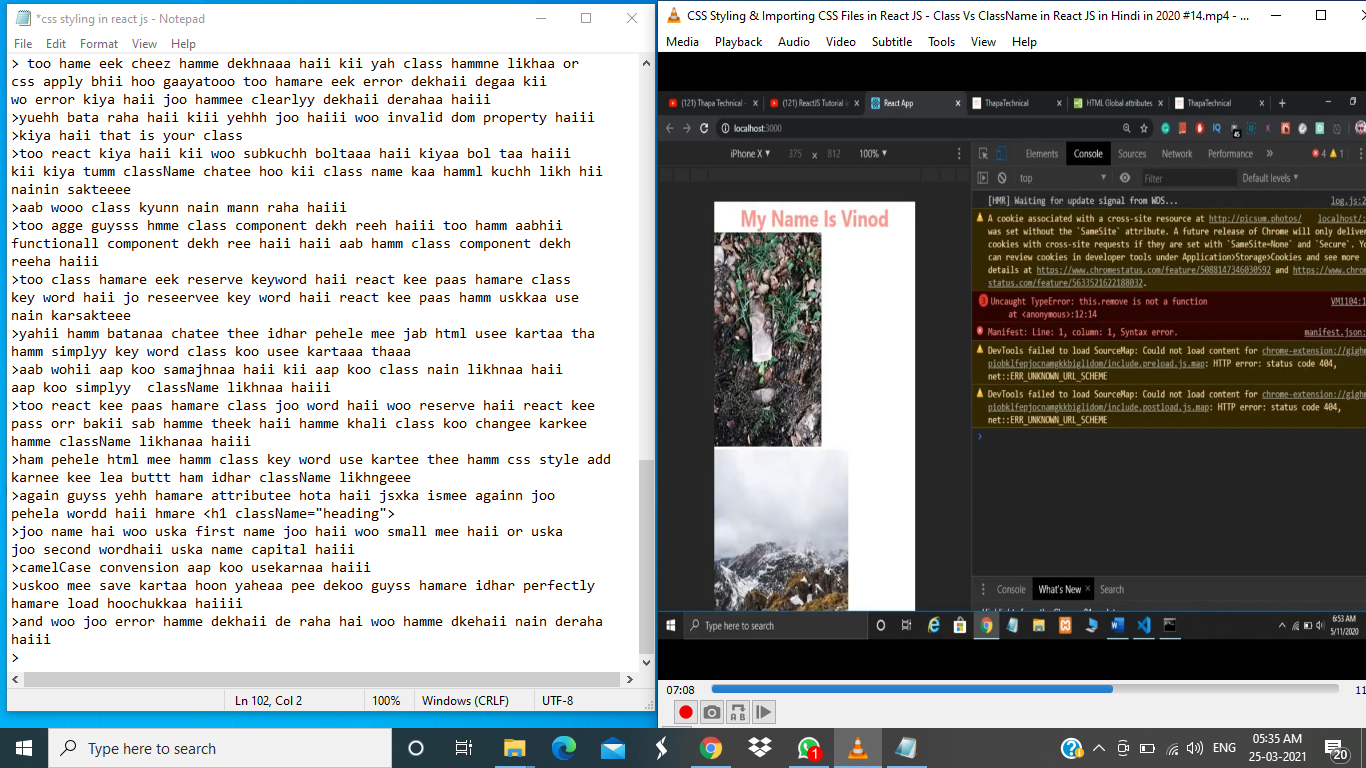 *css styling in react js - Notepad
File Edit Format View Help
> too hame eek cheez hamme dekhnaaa haii kii yah class hammne likhaa or
css apply bhii hoo gaayatooo too hamare eek error dekhaii degaa kii
wo error kiya haii joo hammee clearlyy dekhaii derahaa haiii
>yuehh bata raha haii kiii yehhh joo haiii woo invalid dom property haiii
>kiya haii that is your class
>too react kiya haii kii woo subkuchh boltaaa haii kiyaa bol taa haiii
kii kiya tumm className chatee hoo kii class name kaa hamml kuchh likh hii
nainin sakteeee
>aab wooo class kyunn nain mann raha haiii
>too agge guysss hmme class component dekh reeh haiii too hamm aabhii
functionall component dekh ree haii haii aab hamm class component dekh
reeha haiii
>too class hamare eek reserve keyword haii react kee paas hamare class
key word haii jo reseervee key word haii react kee paas hamm uskkaa use
nain karsakteee
>yahii hamm batanaa chatee thee idhar pehele mee jab html usee kartaa tha
hamm simplyy key word class koo usee kartaaa thaaa
>aab wohii aap koo samajhnaa haii kii aap koo class nain likhnaa haii
aap koo simplyy  className likhnaa haiii
>too react kee paas hamare class joo word haii woo reserve haii react kee
pass orr bakii sab hamme theek haii hamme khali class koo changee karkee
hamme className likhanaa haiii
>ham pehele html mee hamm class key word use kartee thee hamm css style add
karnee kee lea buttt ham idhar className likhngeee
>again guyss yehh hamare attributee hota haii jsxka ismee againn joo
pehela wordd haii hmare <h1 className="heading">
>joo name hai woo uska first name joo haii woo small mee haii or uska
joo second wordhaii uska name capital haiii
>camelCase convension aap koo usekarnaa haiii
>uskoo mee save kartaa hoon yaheaa pee dekoo guyss hamare idhar perfectly
hamare load hoochukkaa haiiii
>and woo joo error hamme dekhaii de raha hai woo hamme dkehaii nain deraha
haiii
>
Ln 102, Col 2 100% Windows (CRLF) UTF-8
CSS Styling & Importing CSS Files in React JS - Class Vs ClassName in React JS in Hindi in 2020 #14.mp4 - ...
Media Playback Audio Video Subtitle Tools View Help
(121) Thapa Technical - (121) ReactJS Tutorial i React App ThapaTechnical HTML Global attributes ThapaTechnical
localhost:3000
iPhone X 375 x 812 100%
Elements Console Sources Network Performance 4 1
top Filter Default levels
My Name Is Vinod
[HMR] Waiting for update signal from WDS... log.js:2
A cookie associated with a cross-site resource at http://picsum.photos/ localhost/:
was set without the `SameSite` attribute. A future release of Chrome will only deliver
cookies with cross-site requests if they are set with `SameSite=None` and `Secure`. Yo
can review cookies in developer tools under Application>Storage>Cookies and see more
details at https://www.chromestatus.com/feature/5088147346030592 and https://www.chrom
status.com/feature/5633521622188032.
3 Uncaught TypeError: this.remove is not a function VM1104:1
at <anonymous>:12:14
Manifest: Line: 1, column: 1, Syntax error. manifest.json:
DevTools failed to load SourceMap: Could not load content for chrome-extension://gighm
piobklfepjocnamgkkbiglidom/include.preload.js.map: HTTP error: status code 404,
net::ERR_UNKNOWN_URL_SCHEME
DevTools failed to load SourceMap: Could not load content for chrome-extension://gighm
piobklfepjocnamgkkbiglidom/include.postload.js.map: HTTP error: status code 404,
net::ERR_UNKNOWN_URL_SCHEME
Console What's New Search
Type here to search
6:53 AM
5/11/2020
07:08 11
Type here to search
1
ENG
05:35 AM
25-03-2021
20